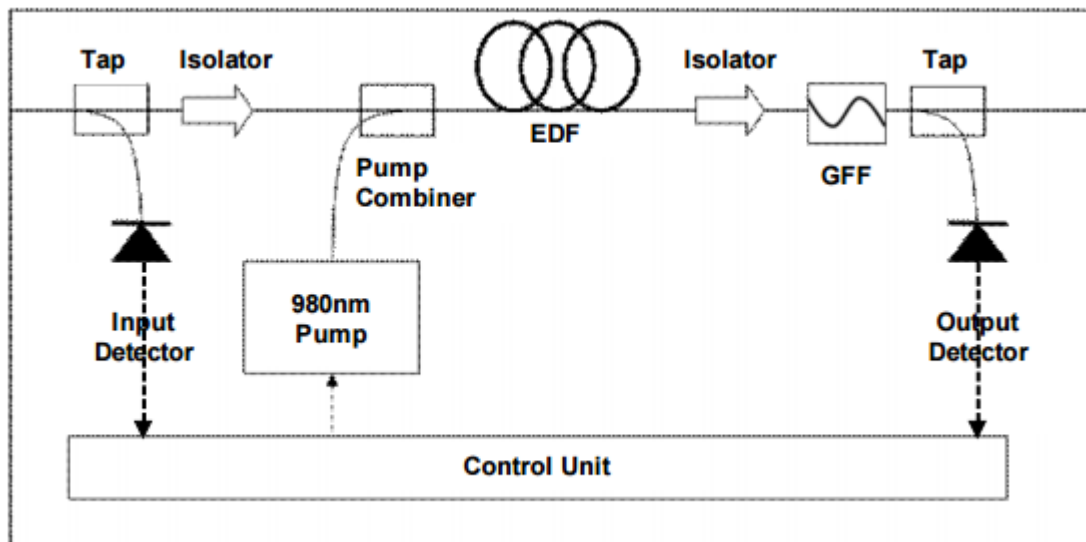 Tap
Isolator
Isolator
Tap
EDF
Pump
Combiner
GFF
980nm
Pump
Input
Detector
Output
Detector
Control Unit